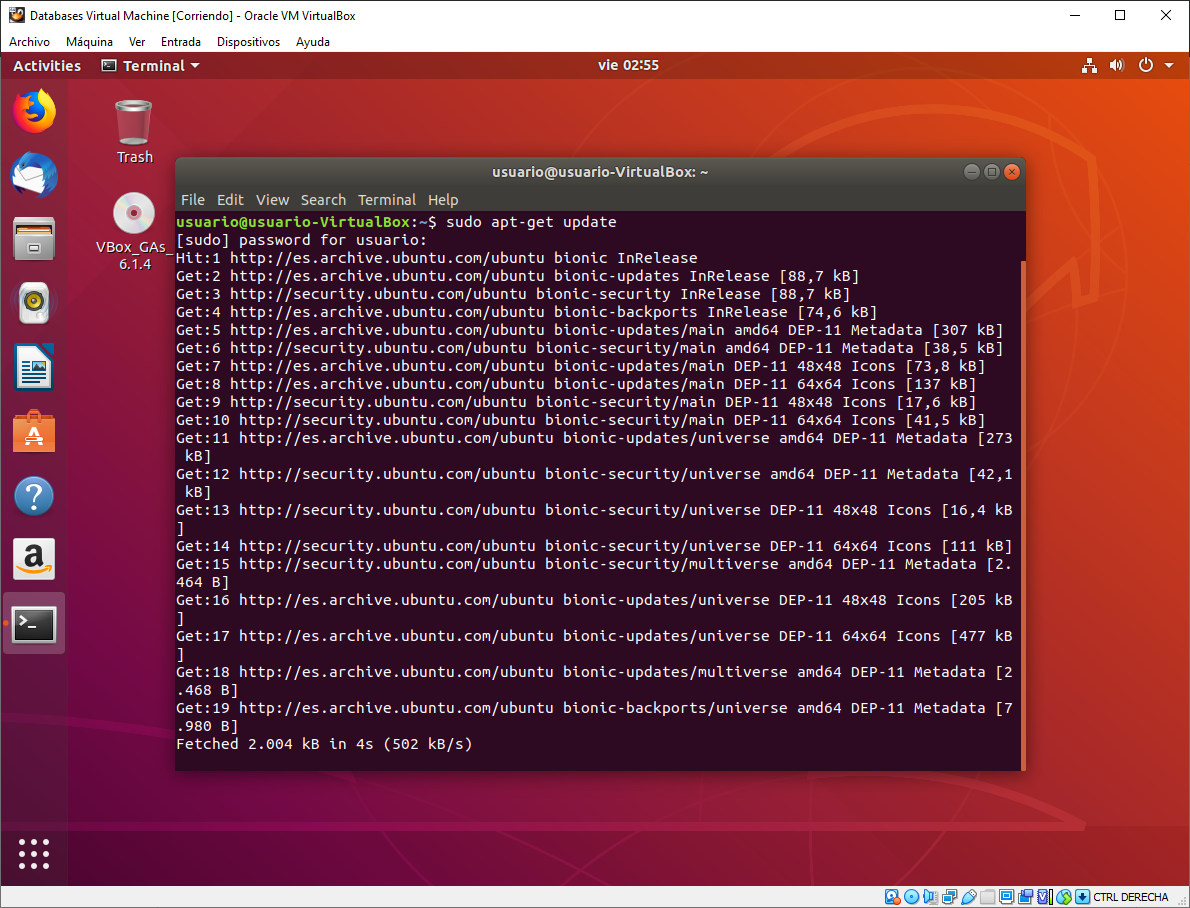 Databases Virtual Machine [Corriendo] - Oracle VM VirtualBox
Archivo Máquina Ver Entrada Dispositivos Ayuda
Activities Terminal vie 02:55
Trash
VBox_GAs_
6.1.4
usuario@usuario-VirtualBox: ~
File Edit View Search Terminal Help
usuario@usuario-VirtualBox:~$ sudo apt-get update
[sudo] password for usuario:
Hit:1 http://es.archive.ubuntu.com/ubuntu bionic InRelease
Get:2 http://es.archive.ubuntu.com/ubuntu bionic-updates InRelease [88,7 kB]
Get:3 http://security.ubuntu.com/ubuntu bionic-security InRelease [88,7 kB]
Get:4 http://es.archive.ubuntu.com/ubuntu bionic-backports InRelease [74,6 kB]
Get:5 http://es.archive.ubuntu.com/ubuntu bionic-updates/main amd64 DEP-11 Metadata [307 kB]
Get:6 http://security.ubuntu.com/ubuntu bionic-security/main amd64 DEP-11 Metadata [38,5 kB]
Get:7 http://es.archive.ubuntu.com/ubuntu bionic-updates/main DEP-11 48x48 Icons [73,8 kB]
Get:8 http://es.archive.ubuntu.com/ubuntu bionic-updates/main DEP-11 64x64 Icons [137 kB]
Get:9 http://security.ubuntu.com/ubuntu bionic-security/main DEP-11 48x48 Icons [17,6 kB]
Get:10 http://security.ubuntu.com/ubuntu bionic-security/main DEP-11 64x64 Icons [41,5 kB]
Get:11 http://es.archive.ubuntu.com/ubuntu bionic-updates/universe amd64 DEP-11 Metadata [273
 kB]
Get:12 http://security.ubuntu.com/ubuntu bionic-security/universe amd64 DEP-11 Metadata [42,1
 kB]
Get:13 http://security.ubuntu.com/ubuntu bionic-security/universe DEP-11 48x48 Icons [16,4 kB
]
Get:14 http://security.ubuntu.com/ubuntu bionic-security/universe DEP-11 64x64 Icons [111 kB]
Get:15 http://security.ubuntu.com/ubuntu bionic-security/multiverse amd64 DEP-11 Metadata [2.
464 B]
Get:16 http://es.archive.ubuntu.com/ubuntu bionic-updates/universe DEP-11 48x48 Icons [205 kB
]
Get:17 http://es.archive.ubuntu.com/ubuntu bionic-updates/universe DEP-11 64x64 Icons [477 kB
]
Get:18 http://es.archive.ubuntu.com/ubuntu bionic-updates/multiverse amd64 DEP-11 Metadata [2
.468 B]
Get:19 http://es.archive.ubuntu.com/ubuntu bionic-backports/universe amd64 DEP-11 Metadata [7
.980 B]
Fetched 2.004 kB in 4s (502 kB/s)
CTRL DERECHA